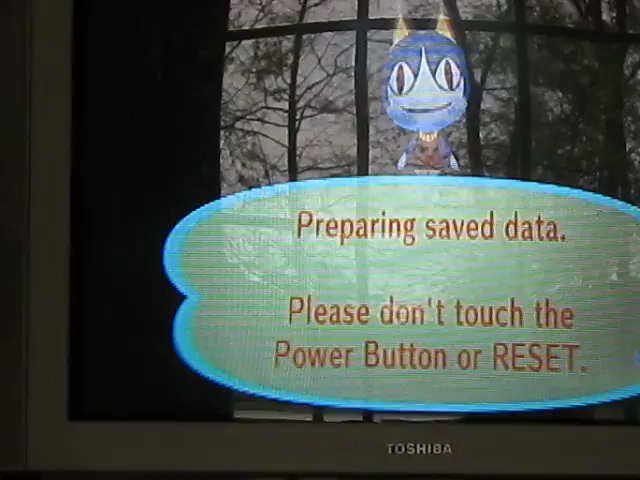 Preparing saved data.
Please don't touch the
Power Button or RESET.
TOSHIBA